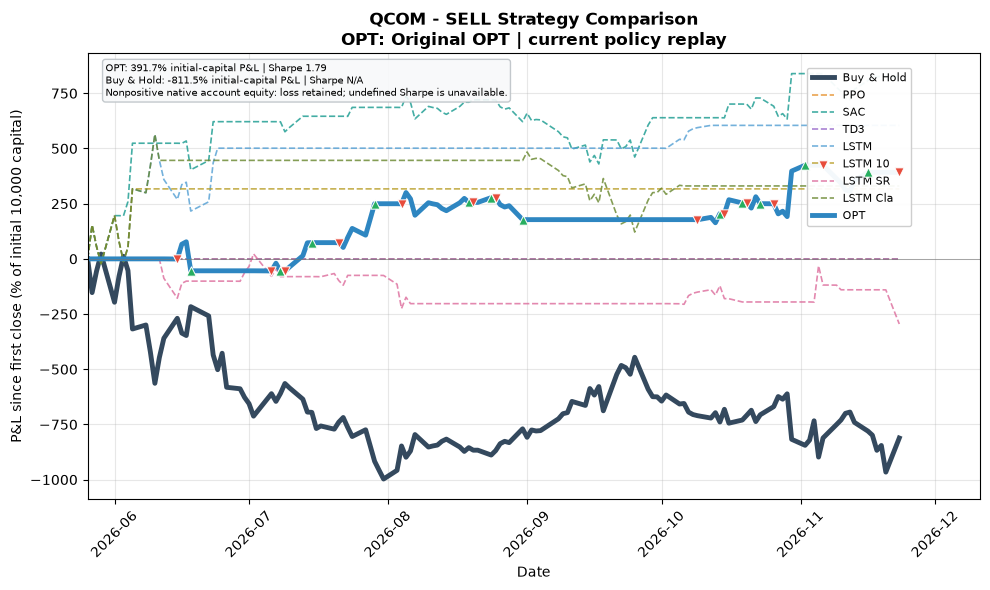 QCOM - SELL Strategy Comparison
OPT: Original OPT | current policy replay
OPT: 391.7% initial-capital P&L | Sharpe 1.79
Buy & Hold: -811.5% initial-capital P&L | Sharpe N/A
Nonpositive native account equity: loss retained; undefined Sharpe is unavailable.
Buy & Hold
PPO
SAC
TD3
LSTM
LSTM 10
LSTM SR
LSTM Cla
OPT
P&L since first close (% of initial 10,000 capital)
750
500
250
0
−250
−500
−750
−1000
2026-06
2026-07
2026-08
2026-09
2026-10
2026-11
2026-12
Date